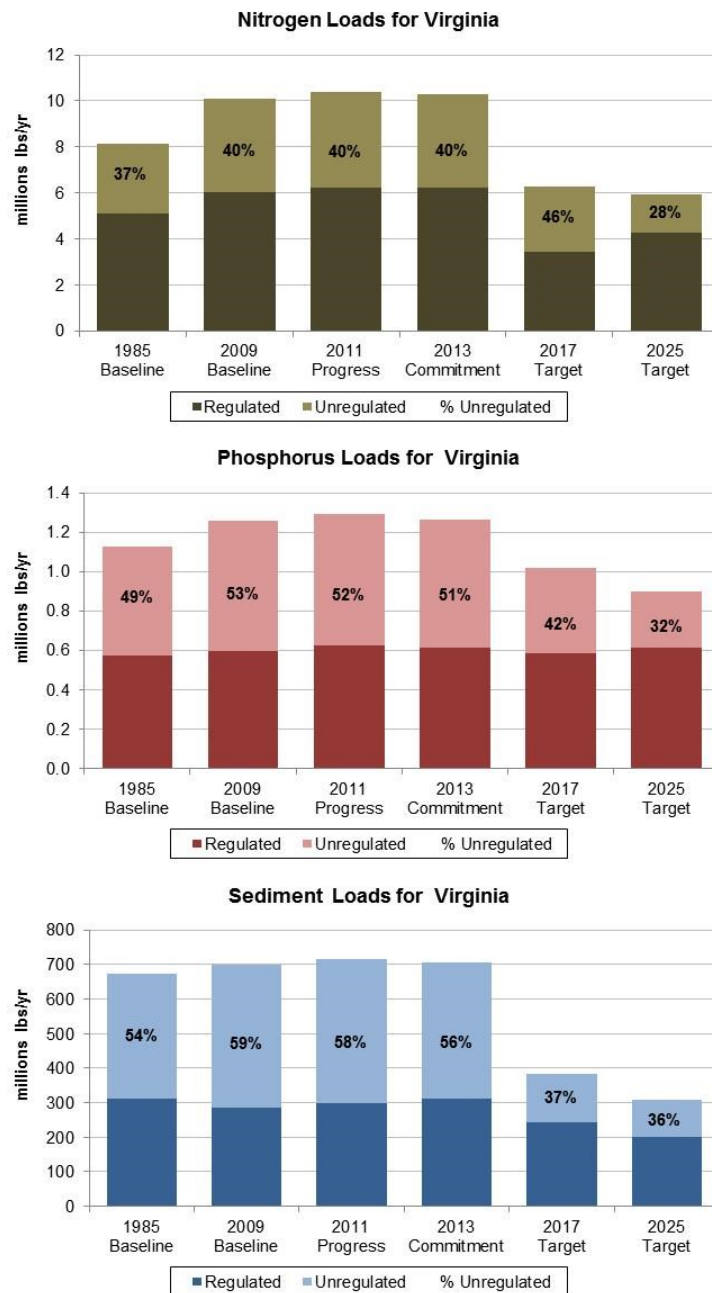 Nitrogen Loads for Virginia
millions lbs/yr
12
10
8
6
4
2
0
37%
40%
40%
40%
46%
28%
1985 Baseline
2009 Baseline
2011 Progress
2013 Commitment
2017 Target
2025 Target
Regulated Unregulated % Unregulated
Phosphorus Loads for Virginia
millions lbs/yr
1.4
1.2
1.0
0.8
0.6
0.4
0.2
0.0
49%
53%
52%
51%
42%
32%
1985 Baseline
2009 Baseline
2011 Progress
2013 Commitment
2017 Target
2025 Target
Regulated Unregulated % Unregulated
Sediment Loads for Virginia
millions lbs/yr
800
700
600
500
400
300
200
100
0
54%
59%
58%
56%
37%
36%
1985 Baseline
2009 Baseline
2011 Progress
2013 Commitment
2017 Target
2025 Target
Regulated Unregulated % Unregulated